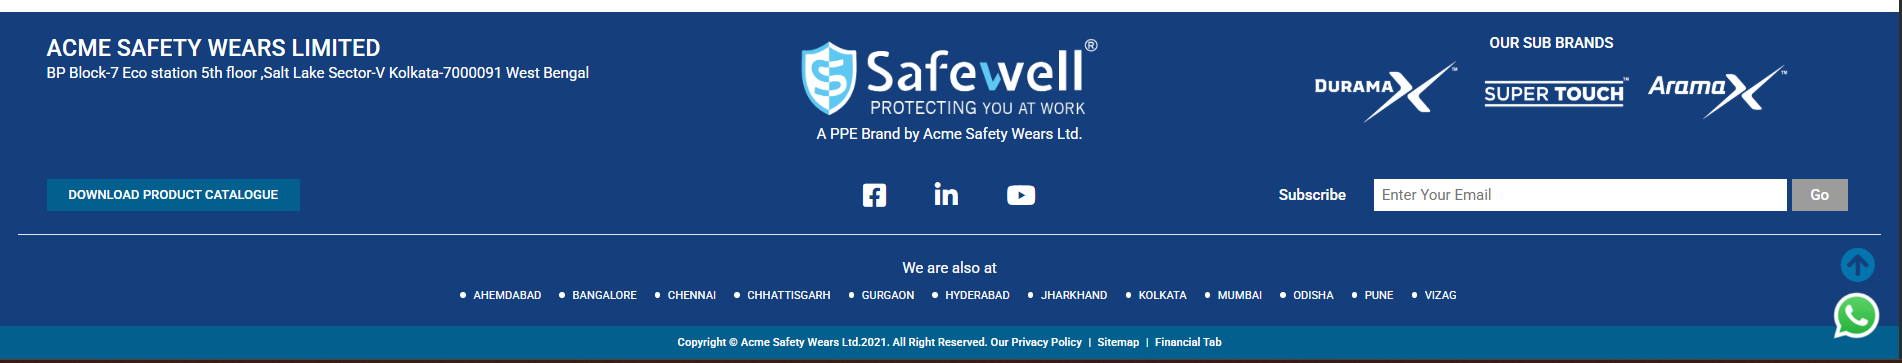 ACME SAFETY WEARS LIMITED
BP Block-7 Eco station 5th floor ,Salt Lake Sector-V Kolkata-7000091 West Bengal
Safewell®
PROTECTING YOU AT WORK
A PPE Brand by Acme Safety Wears Ltd.
OUR SUB BRANDS
DURAMAX™
SUPER TOUCH™
AramaX™
DOWNLOAD PRODUCT CATALOGUE
Subscribe Enter Your Email Go
We are also at
• AHEMDABAD • BANGALORE • CHENNAI • CHHATTISGARH • GURGAON • HYDERABAD • JHARKHAND • KOLKATA • MUMBAI • ODISHA • PUNE • VIZAG
Copyright © Acme Safety Wears Ltd.2021. All Right Reserved. Our Privacy Policy | Sitemap | Financial Tab